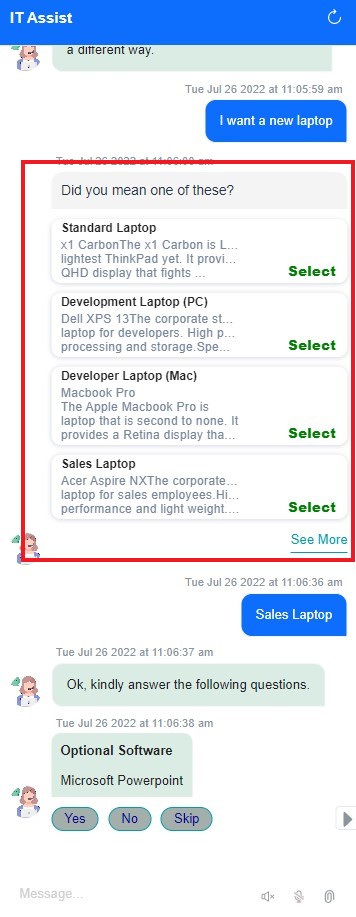 IT Assist
a different way.
Tue Jul 26 2022 at 11:05:59 am
I want a new laptop
Tue Jul 26 2022 at 11:06:00 am
Did you mean one of these?
Standard Laptop
x1 CarbonThe x1 Carbon is L...
lightest ThinkPad yet. It provi...
QHD display that fights ...
Select
Development Laptop (PC)
Dell XPS 13The corporate st...
laptop for developers. High p...
processing and storage.Spe...
Select
Developer Laptop (Mac)
Macbook Pro
The Apple Macbook Pro is
laptop that is second to none. It
provides a Retina display tha...
Select
Sales Laptop
Acer Aspire NXThe corporate...
laptop for sales employees.Hi...
performance and light weight....
Select
See More
Tue Jul 26 2022 at 11:06:36 am
Sales Laptop
Tue Jul 26 2022 at 11:06:37 am
Ok, kindly answer the following questions.
Tue Jul 26 2022 at 11:06:38 am
Optional Software
Microsoft Powerpoint
Yes No Skip
Message...